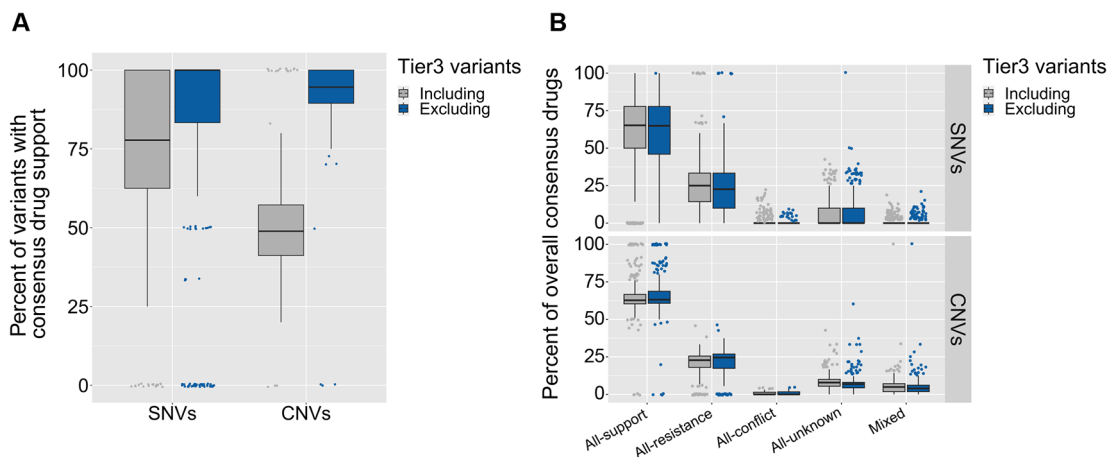 A
Percent of variants with
consensus drug support
100
75
50
25
0
SNVs
CNVs
Tier3 variants
Including
Excluding
B
Percent of overall consensus drugs
100
75
50
25
0
SNVs
100
75
50
25
0
CNVs
All-support
All-resistance
All-conflict
All-unknown
Mixed
Tier3 variants
Including
Excluding